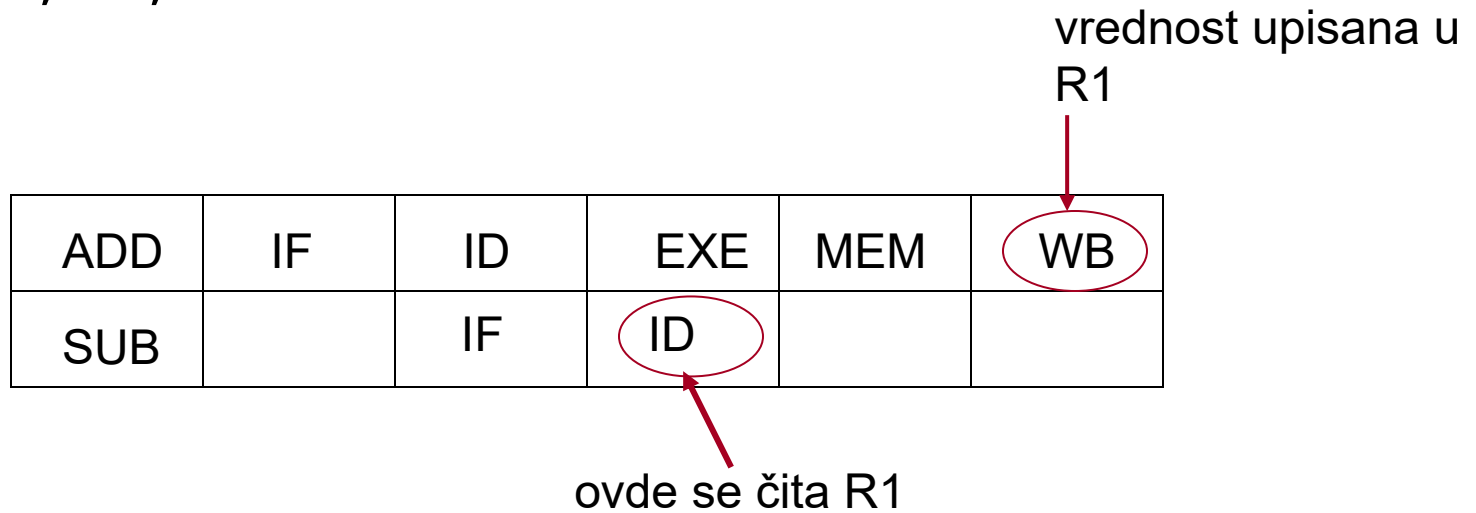 vrednost upisana u
R1
ADD IF ID EXE MEM WB
SUB IF ID
ovde se čita R1